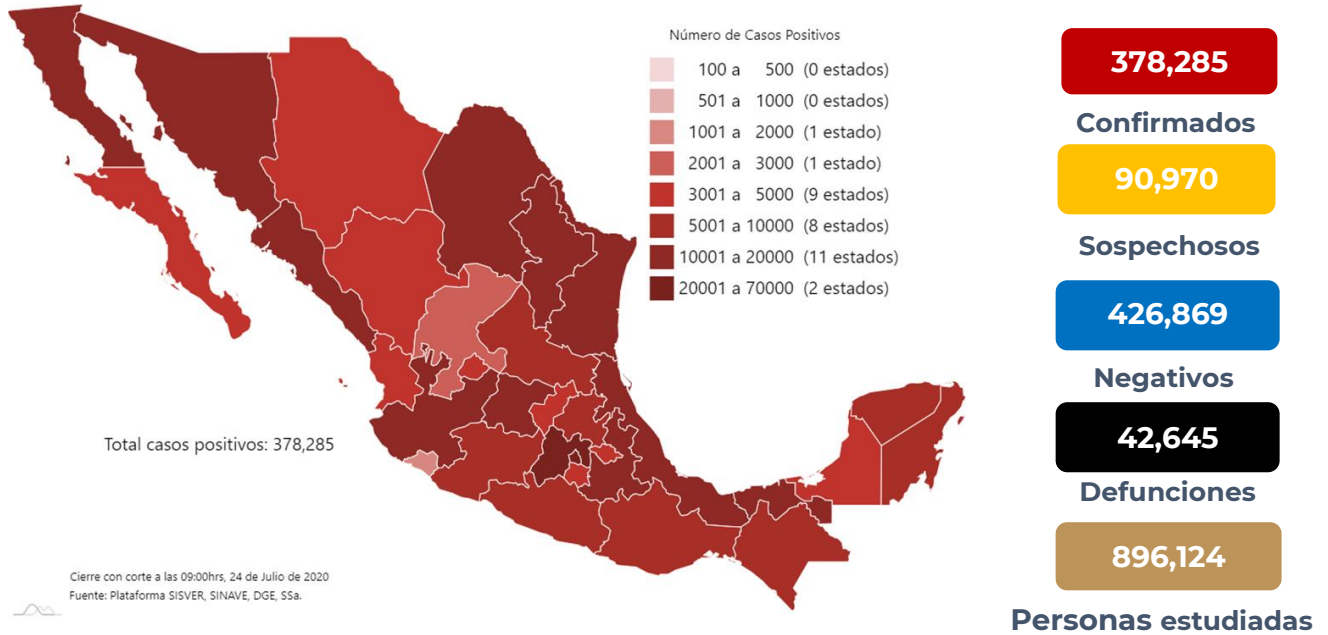 Número de Casos Positivos
100 a 500 (0 estados)
501 a 1000 (0 estados)
1001 a 2000 (1 estado)
2001 a 3000 (1 estado)
3001 a 5000 (9 estados)
5001 a 10000 (8 estados)
10001 a 20000 (11 estados)
20001 a 70000 (2 estados)
Total casos positivos: 378,285
Cierre con corte a las 09:00hrs, 24 de Julio de 2020
Fuente: Plataforma SISVER, SINAVE, DGE, SSa.
378,285
Confirmados
90,970
Sospechosos
426,869
Negativos
42,645
Defunciones
896,124
Personas estudiadas